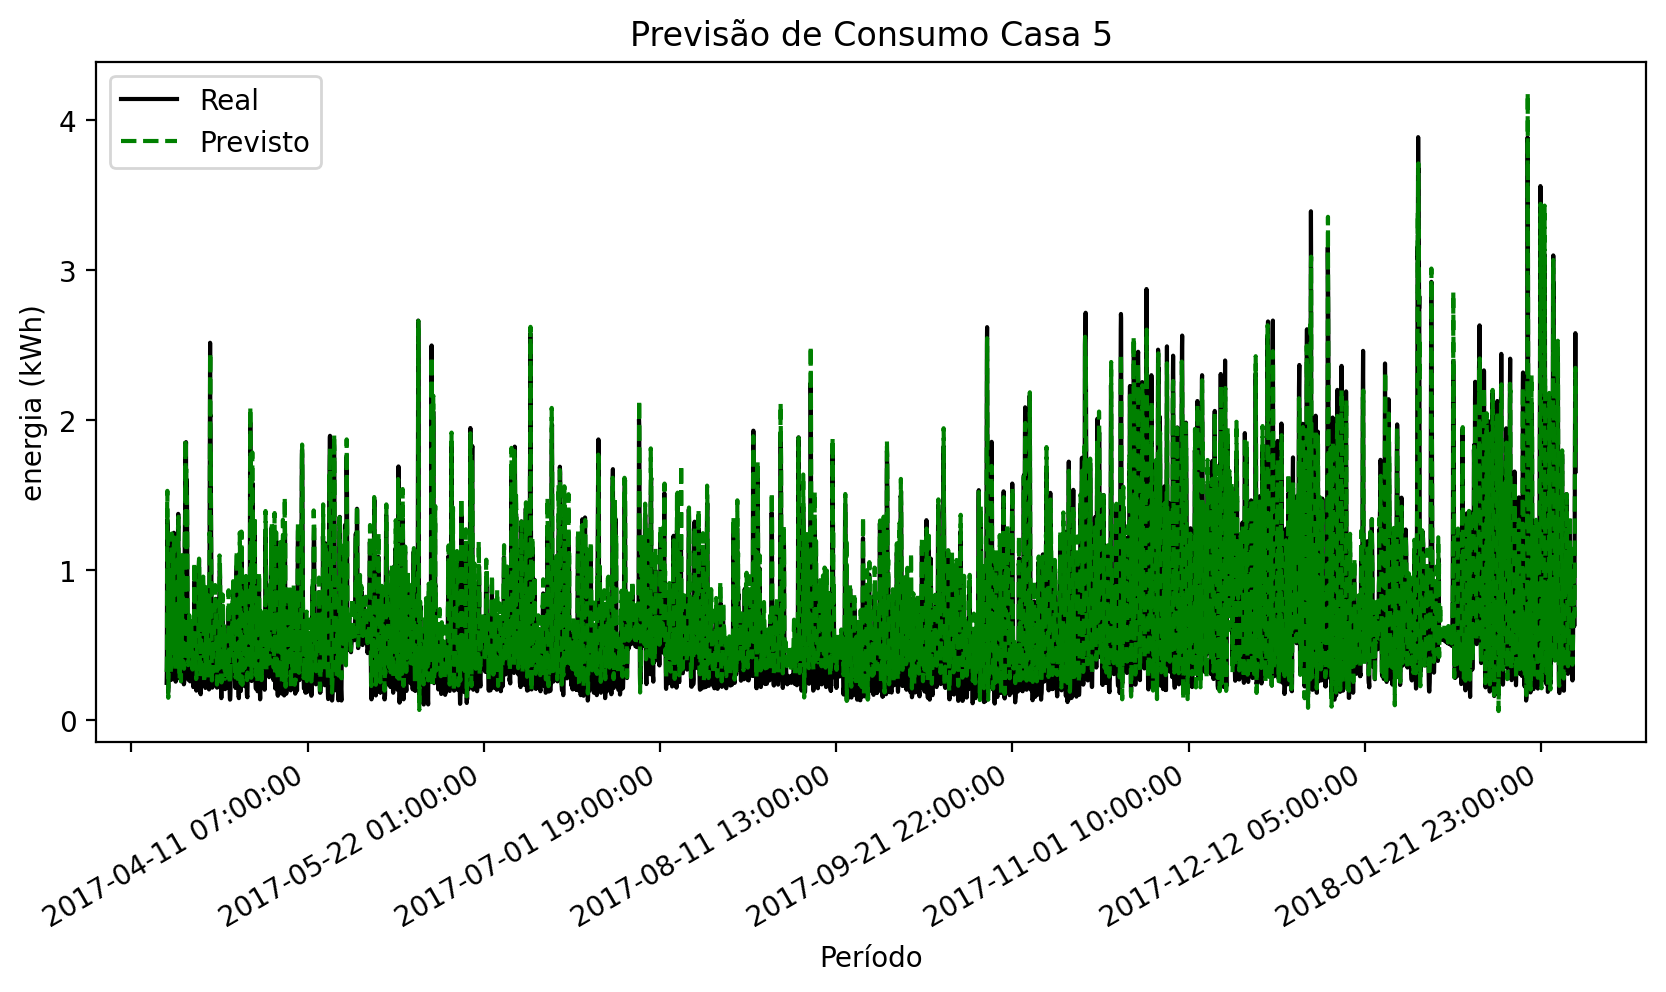 Previsão de Consumo Casa 5
Real
Previsto
energia (kWh)
4
3
2
1
0
2017-04-11 07:00:00
2017-05-22 01:00:00
2017-07-01 19:00:00
2017-08-11 13:00:00
2017-09-21 22:00:00
2017-11-01 10:00:00
2017-12-12 05:00:00
2018-01-21 23:00:00
Período